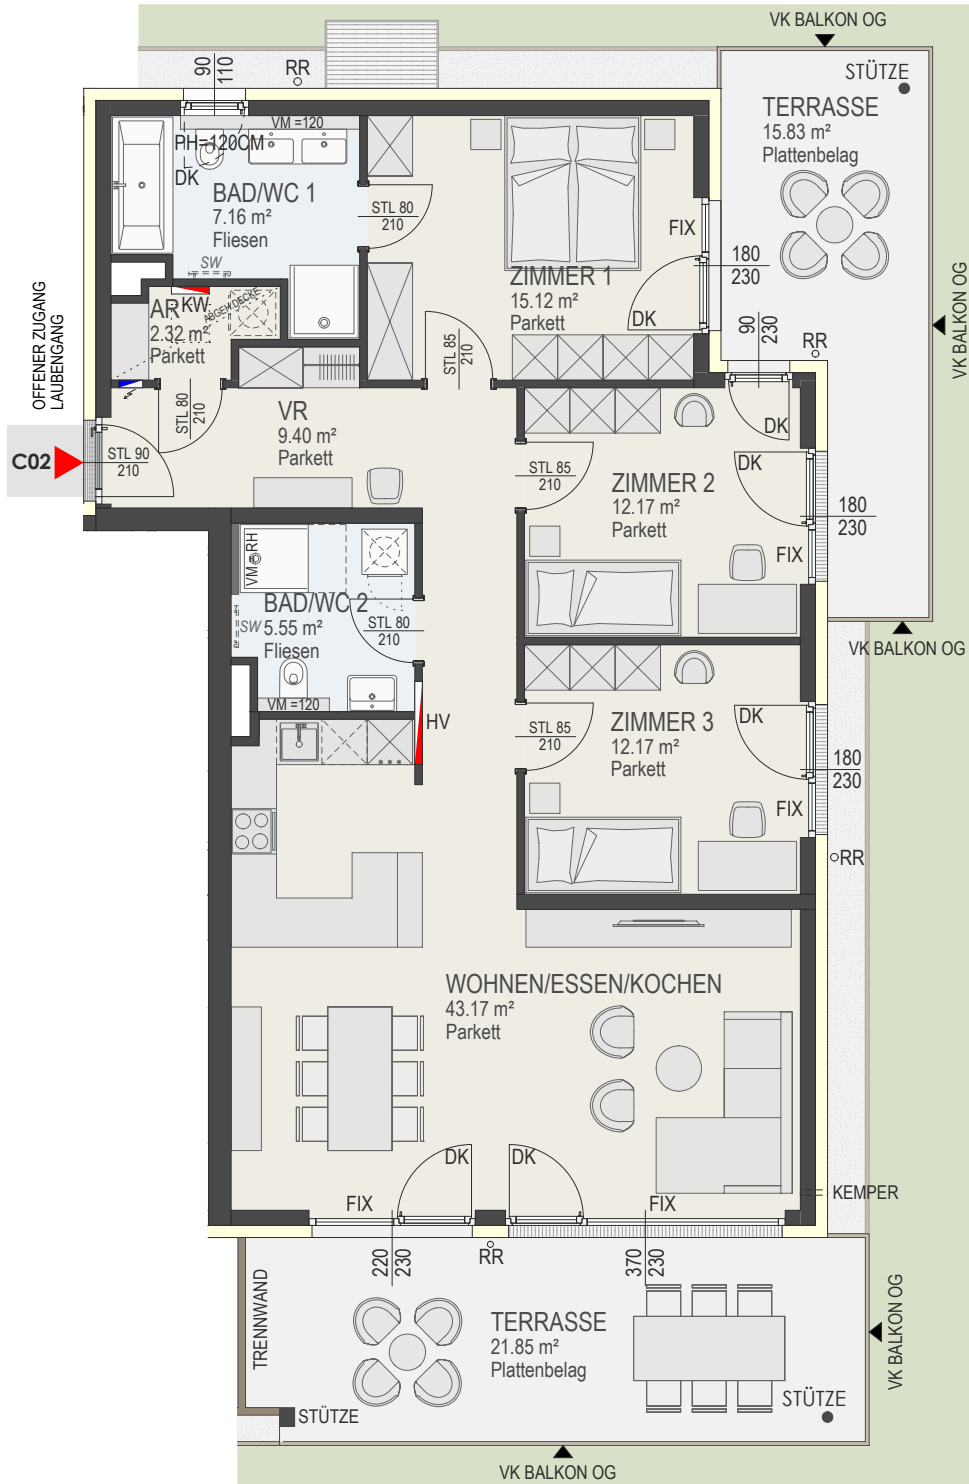 VK BALKON OG
90
110
RR
STÜTZE
TERRASSE
15.83 m²
Plattenbelag
VM =120
PH=120CM
DK
BAD/WC 1
7.16 m²
Fliesen
SW
STL 80
210
FIX
180
230
ZIMMER 1
15.12 m²
Parkett
DK
90
230
RR
VK BALKON OG
KW
AR
2.32 m²
Parkett
ABGEH.DECKE
OFFENER ZUGANG
LAUBENGANG
STL 85
210
STL 80
210
VR
9.40 m²
Parkett
C02
STL 90
210
DK
DK
STL 85
210
ZIMMER 2
12.17 m²
Parkett
180
230
FIX
VM RH
BAD/WC 2
5.55 m²
Fliesen
SW
STL 80
210
VK BALKON OG
VM =120
HV
STL 85
210
ZIMMER 3
12.17 m²
Parkett
DK
180
230
FIX
RR
WOHNEN/ESSEN/KOCHEN
43.17 m²
Parkett
DK
DK
FIX
FIX
KEMPER
220
230
RR
370
230
TRENNWAND
TERRASSE
21.85 m²
Plattenbelag
VK BALKON OG
STÜTZE
STÜTZE
VK BALKON OG